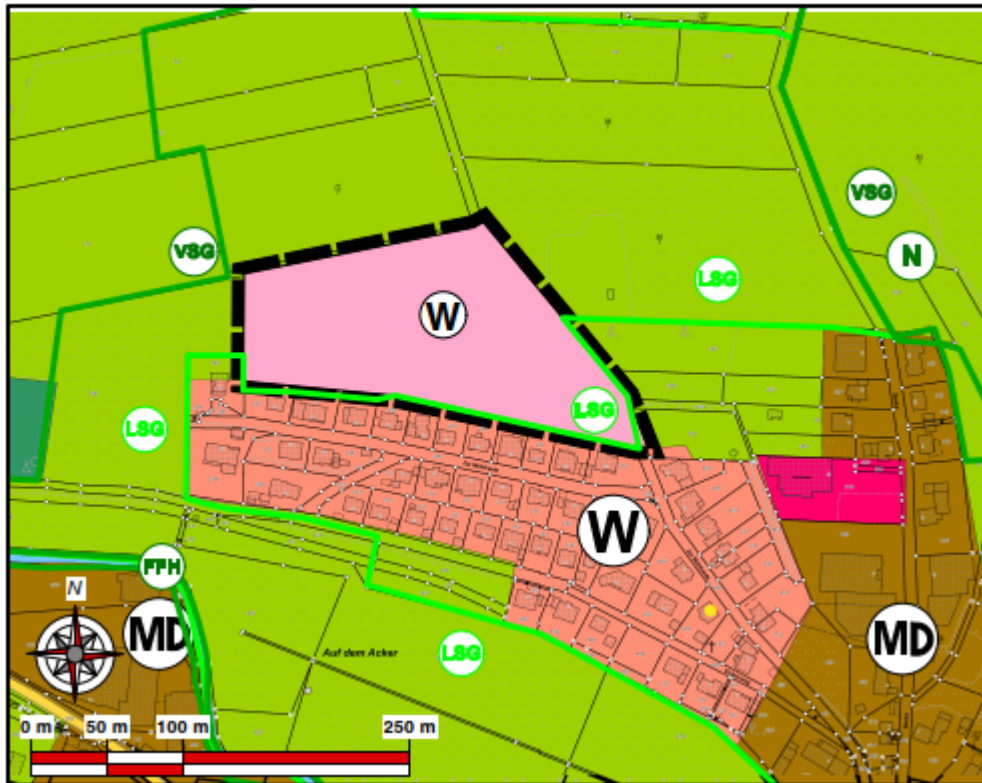 VSG
VSG
N
LSG
W
LSG
LSG
W
FFH
N
MD
MD
Auf dem Acker
LSG
0 m 50 m 100 m 250 m